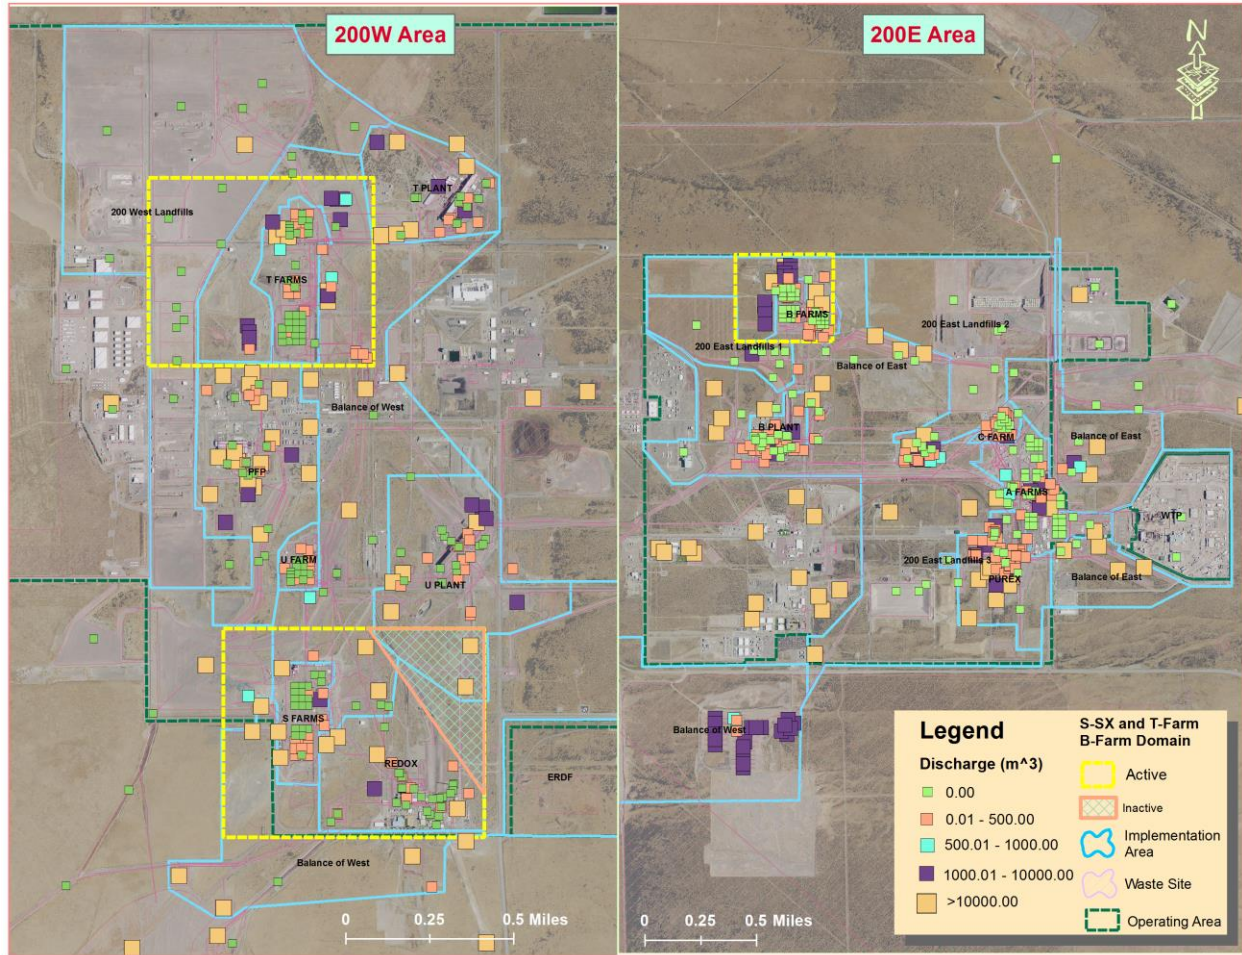 200W Area
200E Area
N
T PLANT
200 West Landfills
T FARMS
Balance of West
PFP
U FARM
U PLANT
S FARMS
REDOX
ERDF
Balance of West
0 0.25 0.5 Miles
B FARMS
200 East Landfills 2
200 East Landfills 1
Balance of East
B PLANT
C FARM
Balance of East
A FARMS
WTP
200 East Landfills 3
PUREX
Balance of East
Balance of West
0 0.25 0.5 Miles
Legend
Discharge (m^3)
0.00
0.01 - 500.00
500.01 - 1000.00
1000.01 - 10000.00
>10000.00
S-SX and T-Farm
B-Farm Domain
Active
Inactive
Implementation
Area
Waste Site
Operating Area